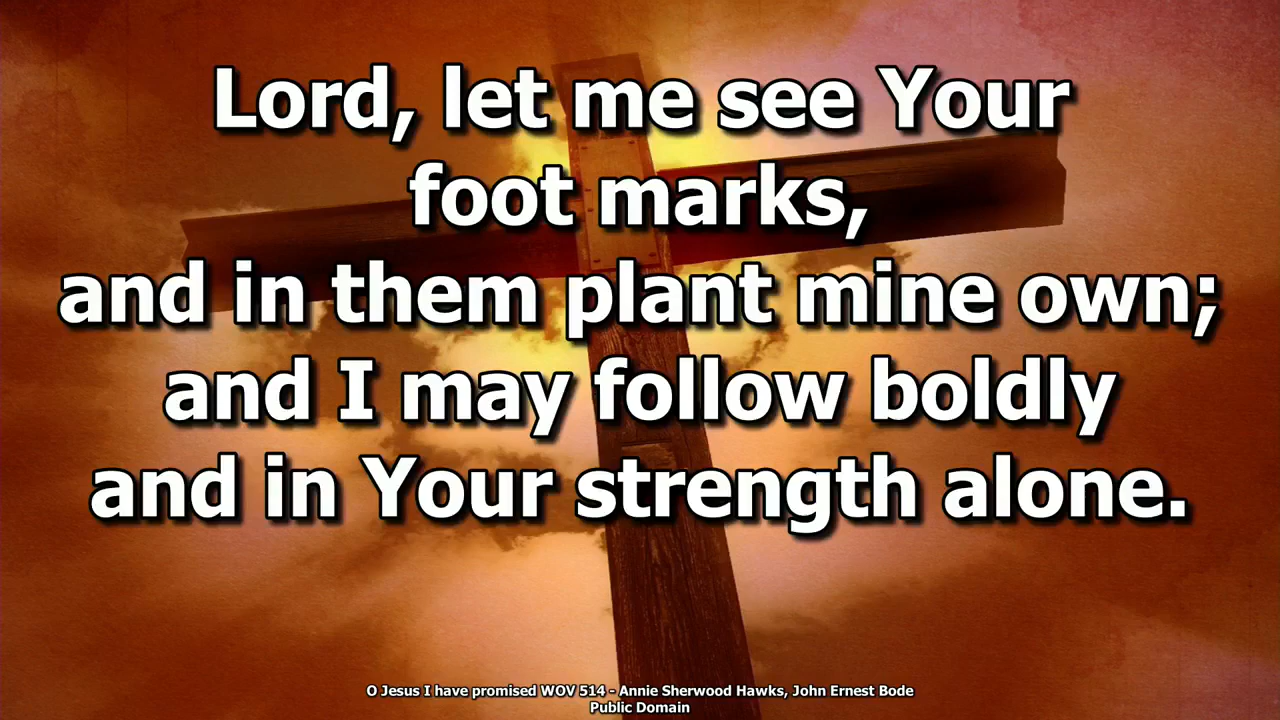 Lord, let me see Your
foot marks,
and in them plant mine own;
and I may follow boldly
and in Your strength alone.
O Jesus I have promised WOV 514 - Annie Sherwood Hawks, John Ernest Bode
Public Domain